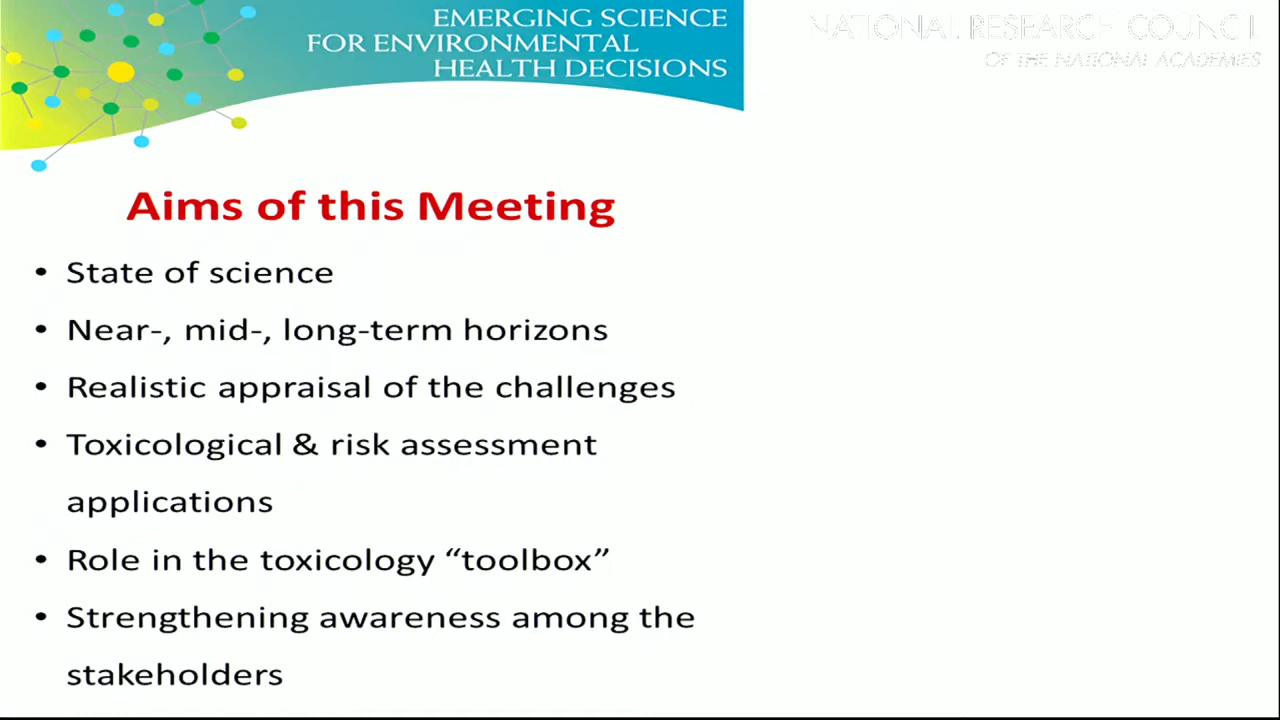 EMERGING SCIENCE
FOR ENVIRONMENTAL
HEALTH DECISIONS
NATIONAL RESEARCH COUNCIL
OF THE NATIONAL ACADEMIES
Aims of this Meeting
• State of science
• Near-, mid-, long-term horizons
• Realistic appraisal of the challenges
• Toxicological & risk assessment
applications
• Role in the toxicology “toolbox”
• Strengthening awareness among the
stakeholders